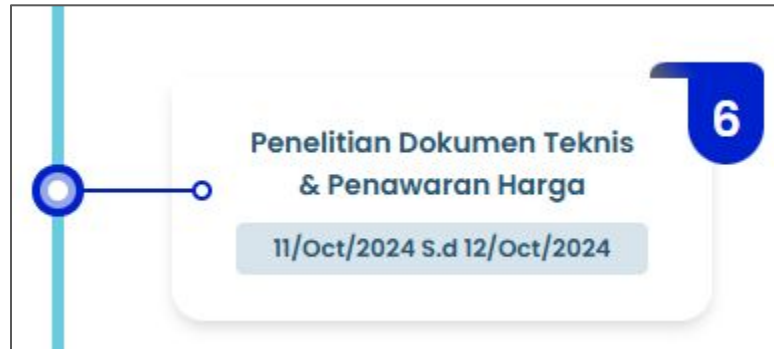 6
Penelitian Dokumen Teknis
& Penawaran Harga
11/Oct/2024 S.d 12/Oct/2024